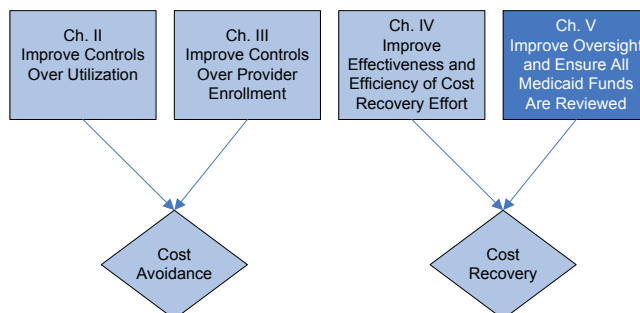 Ch. II
Improve Controls
Over Utilization
Ch. III
Improve Controls
Over Provider
Enrollment
Ch. IV
Improve
Effectiveness and
Efficiency of Cost
Recovery Effort
Ch. V
Improve Oversight
and Ensure All
Medicaid Funds
Are Reviewed
Cost
Avoidance
Cost
Recovery